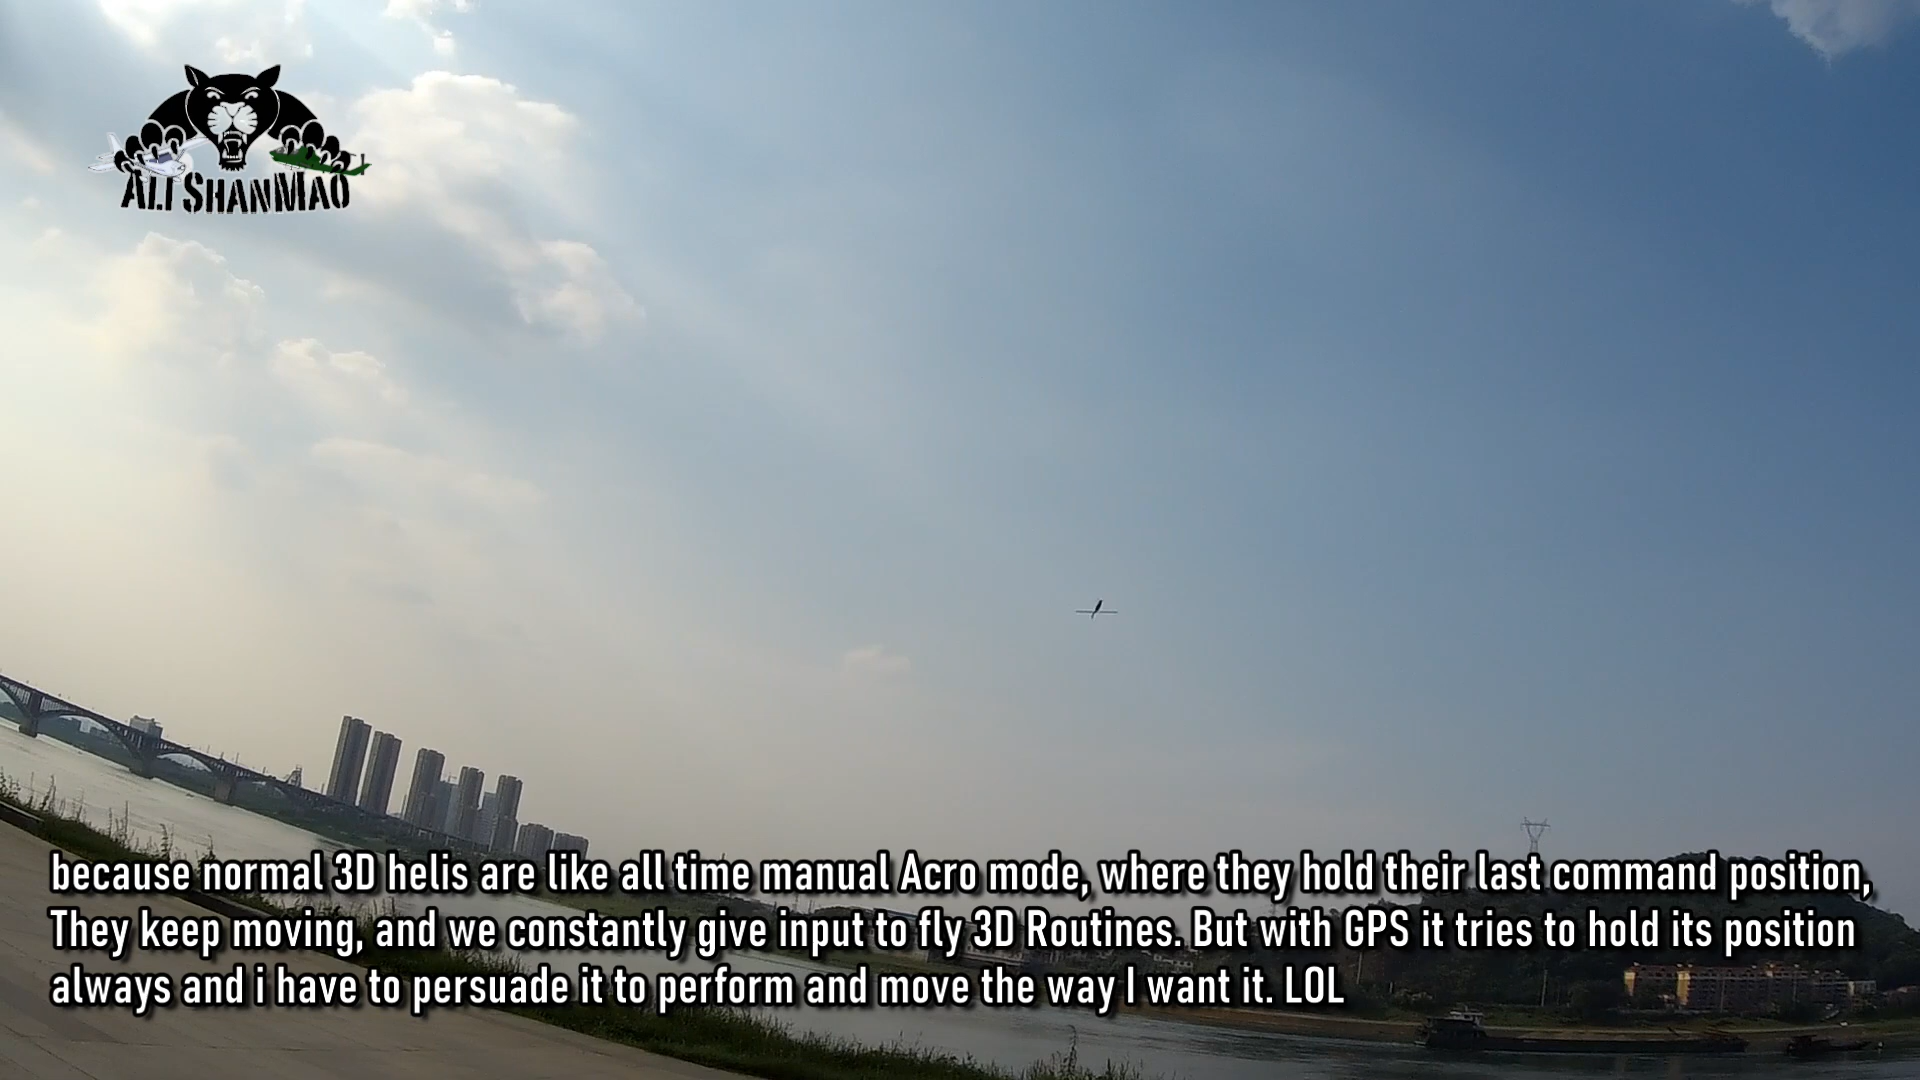 ALI SHANMAO
because normal 3D helis are like all time manual Acro mode, where they hold their last command position,
They keep moving, and we constantly give input to fly 3D Routines. But with GPS it tries to hold its position
always and i have to persuade it to perform and move the way I want it. LOL